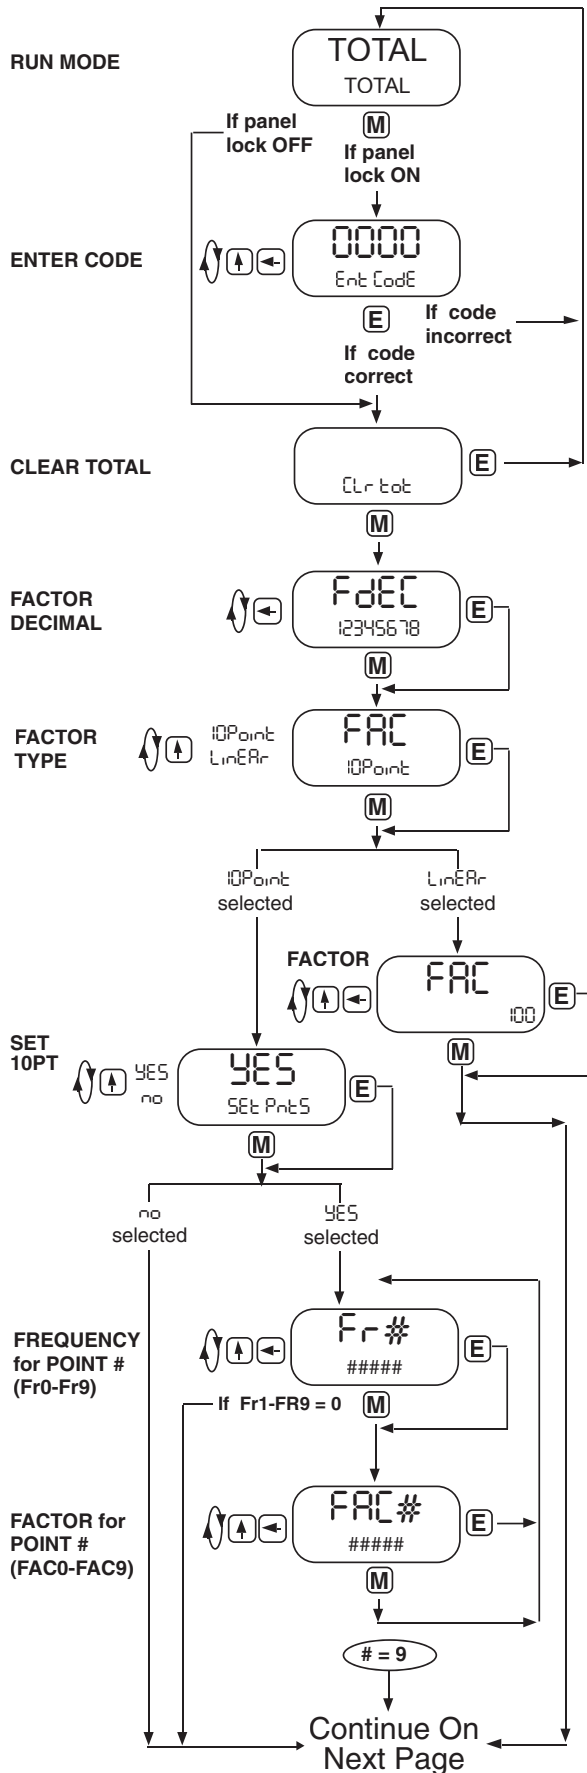 TOTAL
RUN MODE
TOTAL
If panel
lock OFF
M
If panel
lock ON
0000
ENTER CODE
Ent CodE
E
If code
incorrect
If code
correct
CLEAR TOTAL
E
CLr tot
M
FACTOR
DECIMAL
FdEC
E
12345678
M
FACTOR
TYPE
10Point
LinEAr
FAC
E
10Point
M
10Point
selected
LinEAr
selected
FACTOR
FAC
E
100
M
SET
10PT
YES
no
YES
E
SEt PntS
M
no
selected
YES
selected
FREQUENCY
for POINT #
(Fr0-Fr9)
Fr#
E
#####
If Fr1-FR9 = 0
M
FACTOR for
POINT #
(FAC0-FAC9)
FAC#
E
#####
M
# = 9
Continue On
Next Page